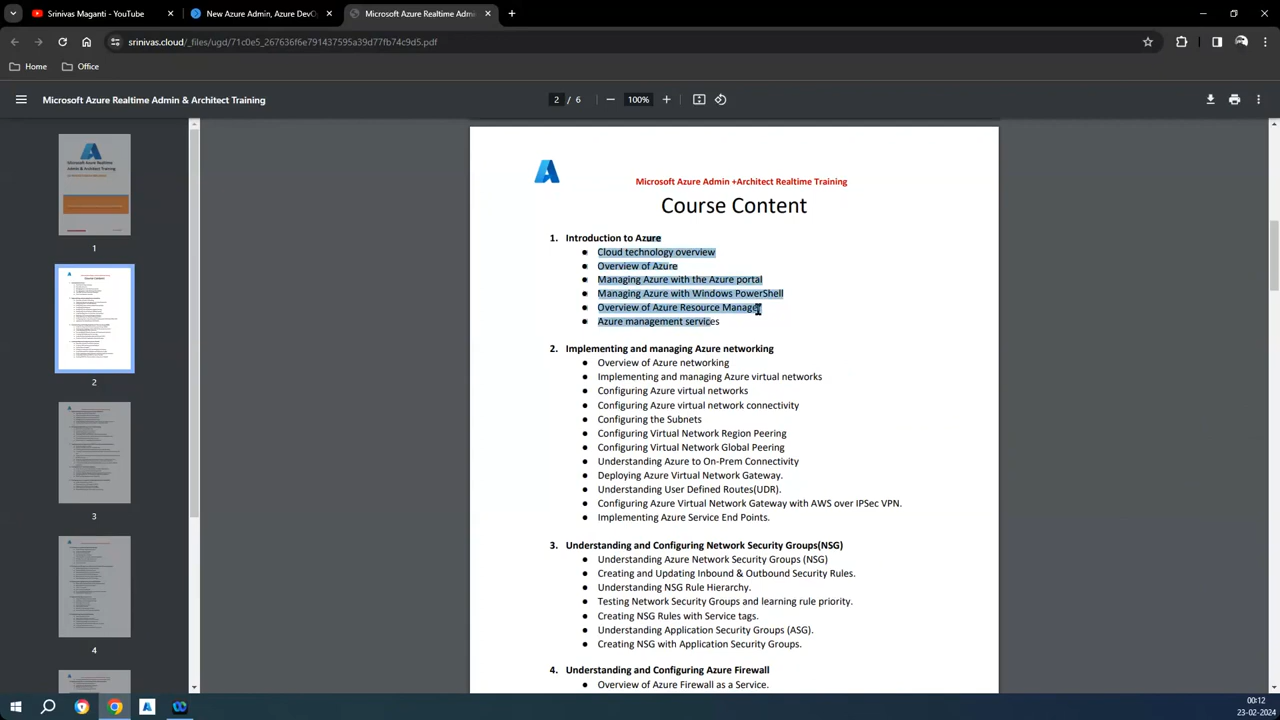 Srinivas Maganti - YouTube
New Azure Admin, Azure DevO
Microsoft Azure Realtime Admi
srinivas.cloud/_files/ugd/71c0e5_267636f6e791437595a39d77fb74c9d5.pdf
Home
Office
Microsoft Azure Realtime Admin & Architect Training
2 / 6
100%
Microsoft Azure Realtime
Admin & Architect Training
1
2
3
4
Microsoft Azure Admin +Architect Realtime Training
Course Content
1. Introduction to Azure
● Cloud technology overview
● Overview of Azure
● Managing Azure with the Azure portal
● Managing Azure with Windows PowerShell
● Overview of Azure Resource Manager
● Azure management services
2. Implementing and managing Azure networking
● Overview of Azure networking
● Implementing and managing Azure virtual networks
● Configuring Azure virtual networks
● Configuring Azure virtual network connectivity
● Configuring the Subnets
● Configuring Virtual Network Region Peering
● Configuring Virtual Network Global Peering
● Understanding Azure to On-Prem Connectivity
● Deploying Azure Virtual Network Gateway.
● Understanding User Defined Routes(UDR).
● Configuring Azure Virtual Network Gateway with AWS over IPSec VPN.
● Implementing Azure Service End Points.
3. Understanding and Configuring Network Security Groups(NSG)
● Understanding Azure Network Security Groups (NSG)
● Creating and Updating Inbound & Outbound Security Rules.
● Understanding NSG Rule Hierarchy.
● Testing Network Security Groups and learning rule priority.
● Creating NSG Rules with Service tags.
● Understanding Application Security Groups (ASG).
● Creating NSG with Application Security Groups.
4. Understanding and Configuring Azure Firewall
● Overview of Azure Firewall as a Service.
00:12
23-02-2024